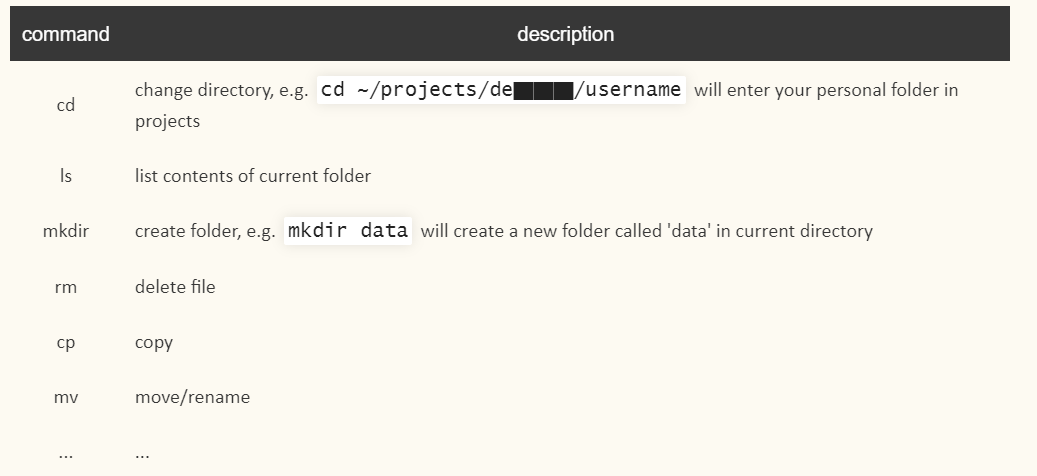 command description
cd change directory, e.g. cd ~/projects/de/username will enter your personal folder in
projects
ls list contents of current folder
mkdir create folder, e.g. mkdir data will create a new folder called 'data' in current directory
rm delete file
cp copy
mv move/rename
... ...